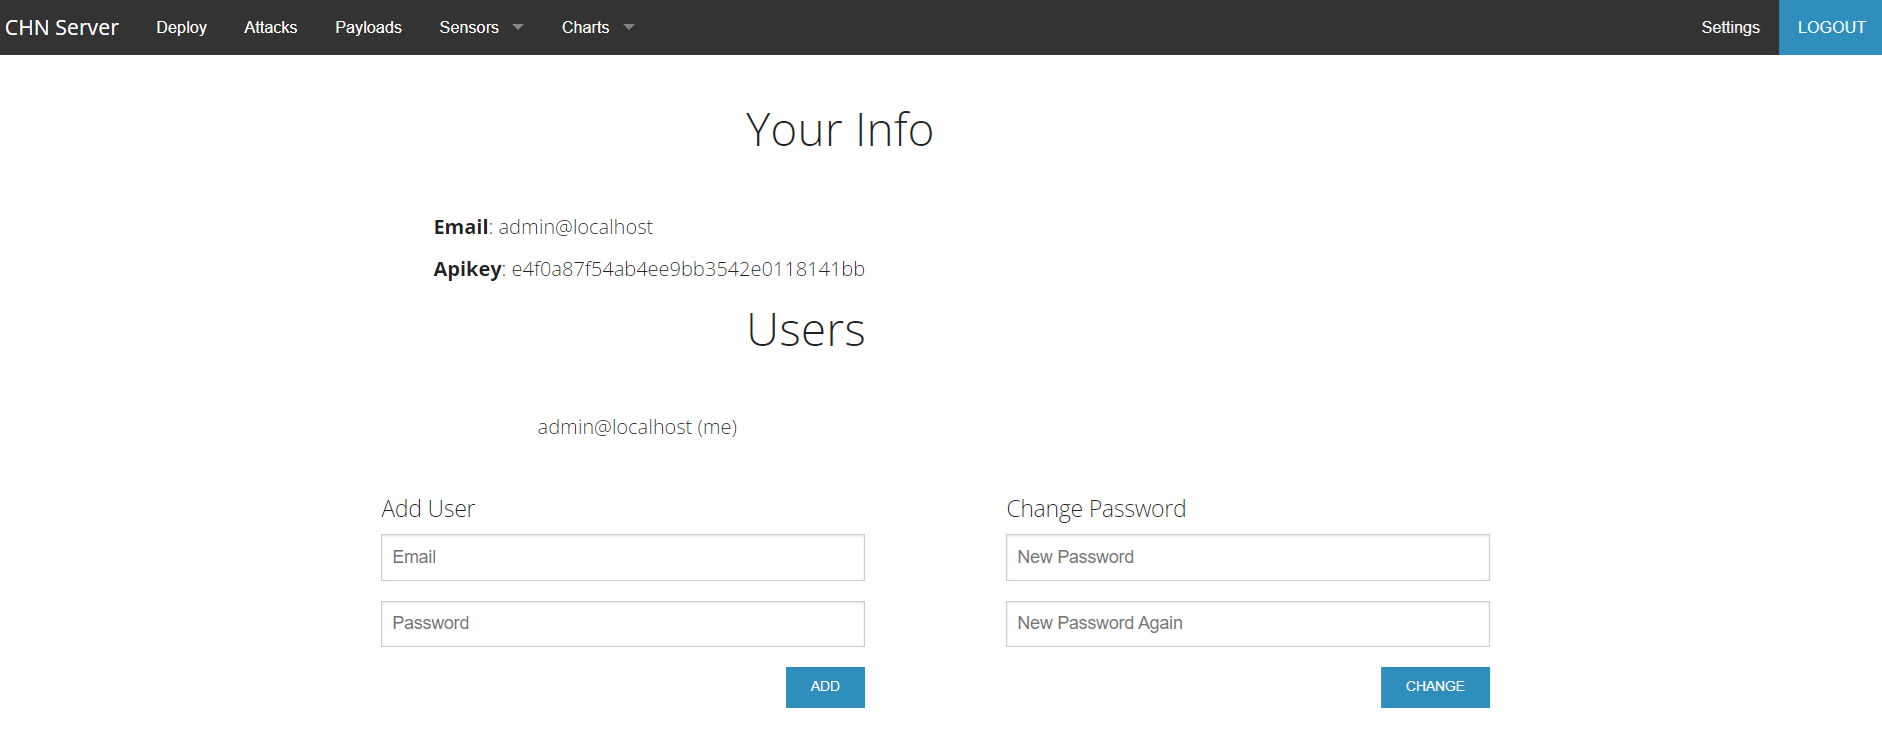 CHN Server Deploy Attacks Payloads Sensors Charts Settings LOGOUT
Your Info
Email: admin@localhost
Apikey: e4f0a87f54ab4ee9bb3542e0118141bb
Users
admin@localhost (me)
Add User
Email
Password
ADD
Change Password
New Password
New Password Again
CHANGE